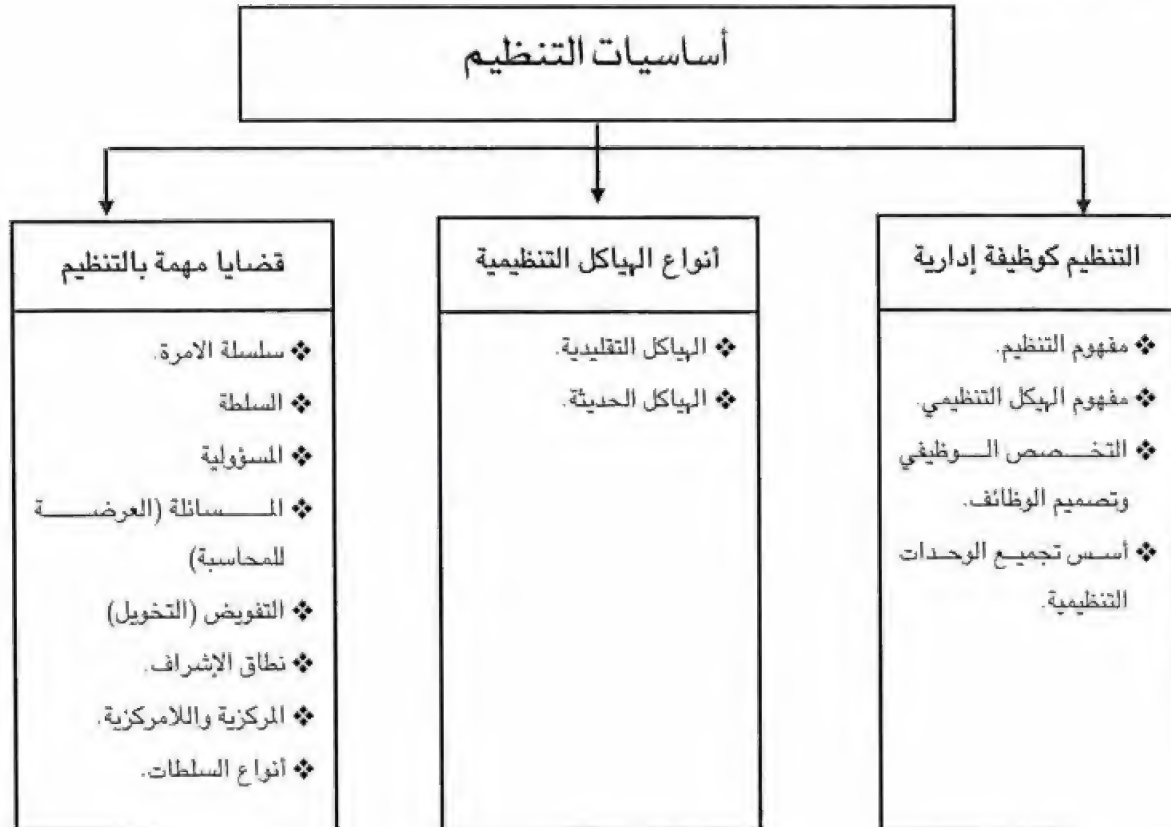 أساسيات التنظيم
التنظيم كوظيفة إدارية
❖ مفهوم التنظيم.
❖ مفهوم الهيكل التنظيمي.
❖ التخصص الوظيفي
وتصميم الوظائف.
❖ أسس تجميع الوحدات
التنظيمية.
أنواع الهياكل التنظيمية
❖ الهياكل التقليدية.
❖ الهياكل الحديثة.
قضايا مهمة بالتنظيم
❖ سلسلة الامرة.
❖ السلطة
❖ المسؤولية
❖ المسائلة (العرضة
للمحاسبة)
❖ التفويض (التخويل)
❖ نطاق الإشراف.
❖ المركزية واللامركزية.
❖ أنواع السلطات.